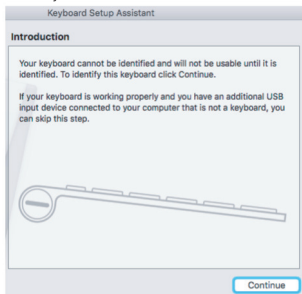 Keyboard Setup Assistant
Introduction
Your keyboard cannot be identified and will not be usable until it is
identified. To identify this keyboard click Continue.
If your keyboard is working properly and you have an additional USB
input device connected to your computer that is not a keyboard, you
can skip this step.
Continue